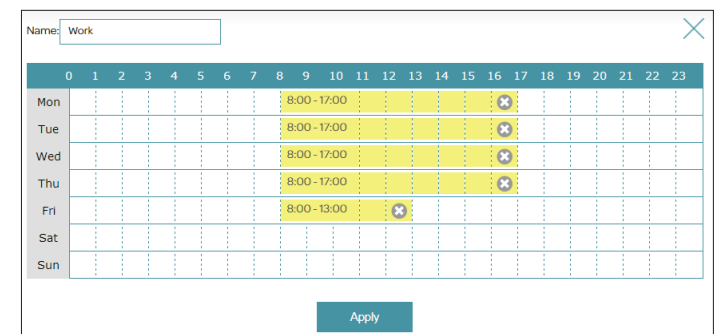 Name: Work
0 1 2 3 4 5 6 7 8 9 10 11 12 13 14 15 16 17 18 19 20 21 22 23
Mon 8:00 - 17:00
Tue 8:00 - 17:00
Wed 8:00 - 17:00
Thu 8:00 - 17:00
Fri 8:00 - 13:00
Sat
Sun
Apply